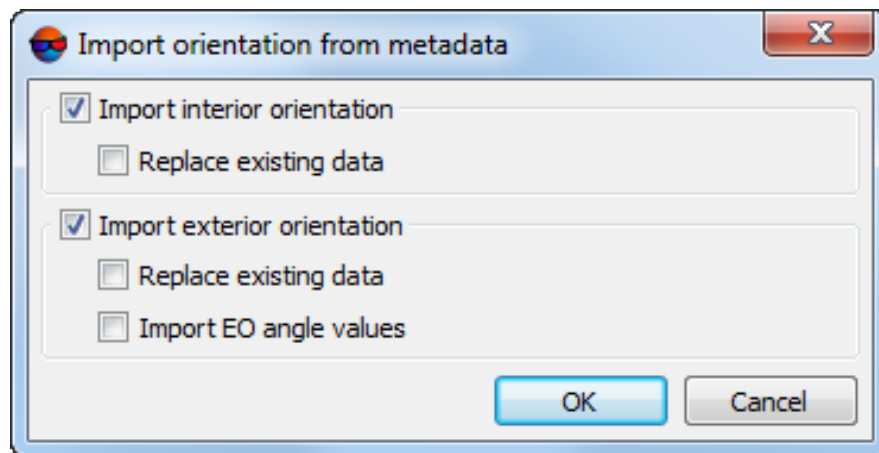 Import orientation from metadata
Import interior orientation
Replace existing data
Import exterior orientation
Replace existing data
Import EO angle values
OK Cancel